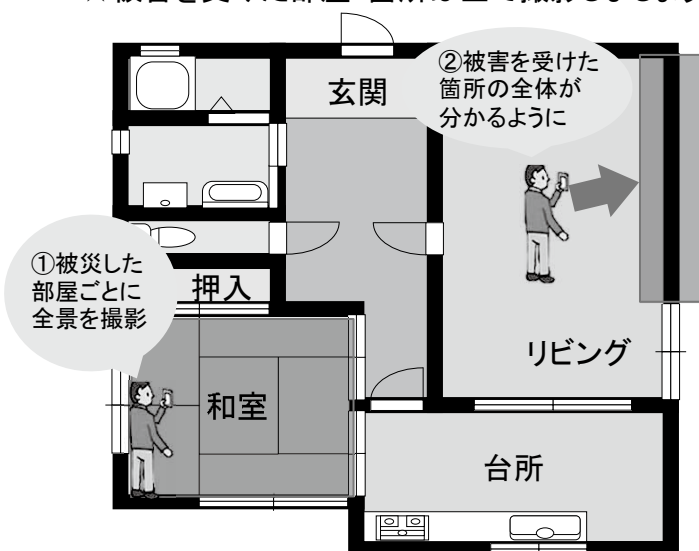 玄関
②被害を受けた
箇所の全体が
分かるように
①被災した
部屋ごとに
全景を撮影
押入
リビング
和室
台所